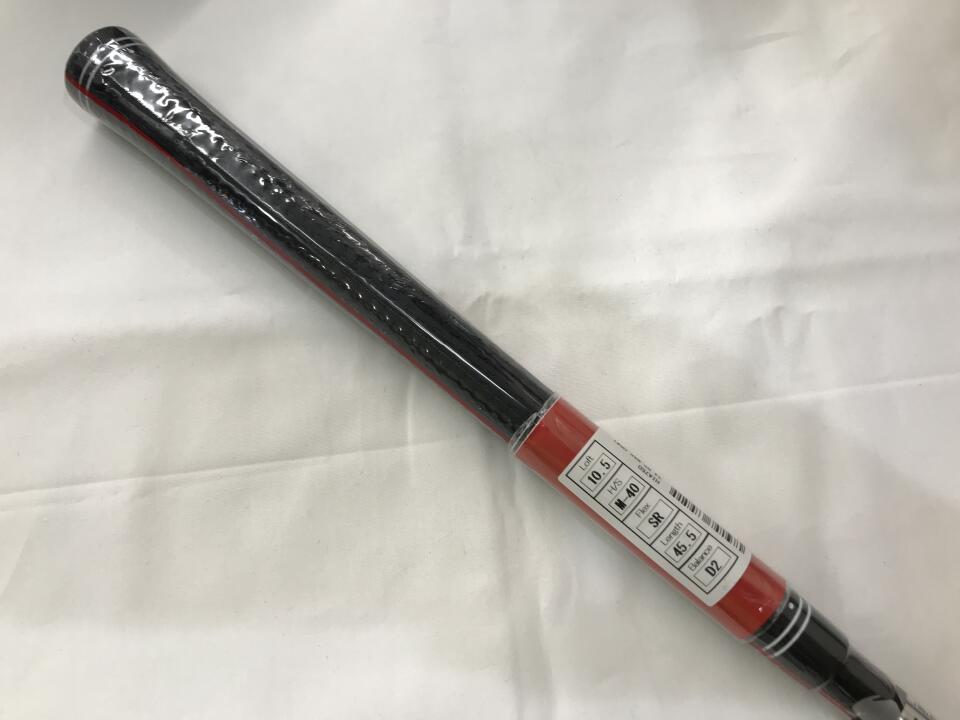 Loft
10.5
H/S
M-40
Flex
SR
Length
45.5
Balance
D2